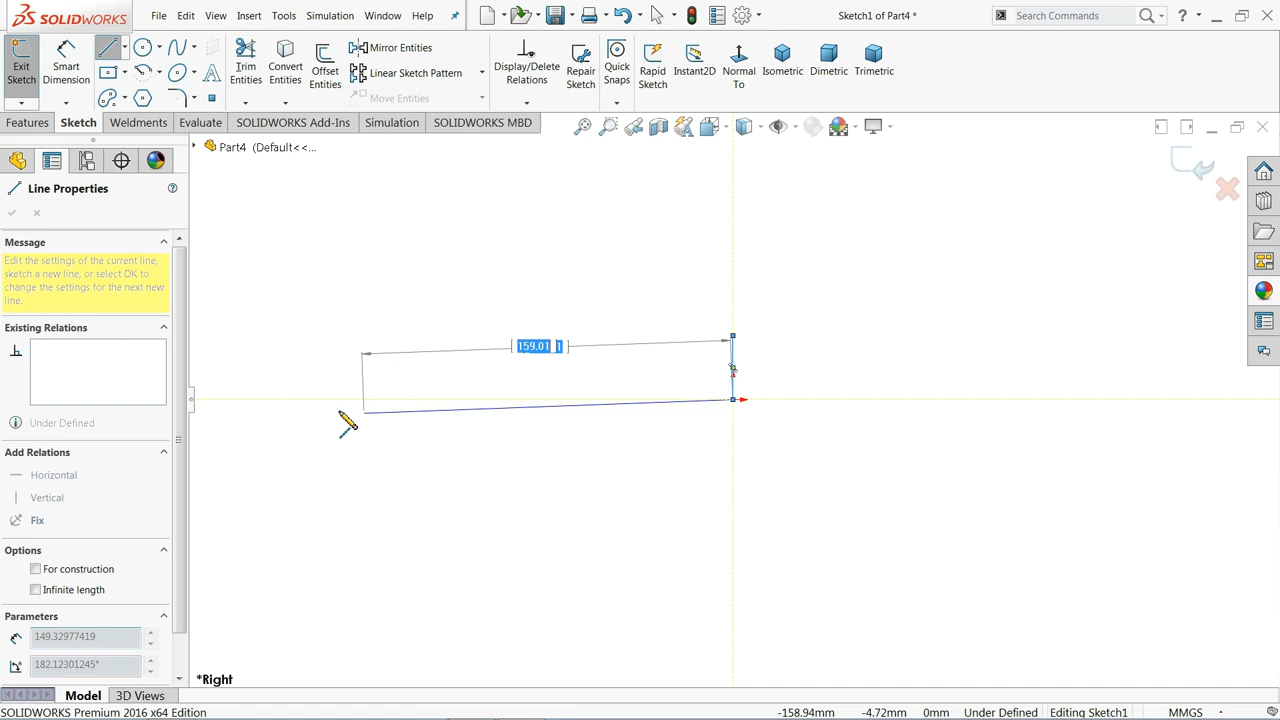 SOLIDWORKS File Edit View Insert Tools Simulation Window Help Sketch1 of Part4 * Search Commands ?
Exit Sketch Smart Dimension Trim Entities Convert Entities Offset Entities Mirror Entities Linear Sketch Pattern Move Entities Display/Delete Relations Repair Sketch Quick Snaps Rapid Sketch Instant2D Normal To Isometric Dimetric Trimetric
Features Sketch Weldments Evaluate SOLIDWORKS Add-Ins Simulation SOLIDWORKS MBD
Part4 (Default<<...
Line Properties
Message
Edit the settings of the current line,
sketch a new line, or select OK to
change the settings for the next new
line.
Existing Relations
159.01
Under Defined
Add Relations
Horizontal
Vertical
Fix
Options
For construction
Infinite length
Parameters
149.32977419
182.12301245°
*Right
Model 3D Views
SOLIDWORKS Premium 2016 x64 Edition -158.94mm -4.72mm 0mm Under Defined Editing Sketch1 MMGS